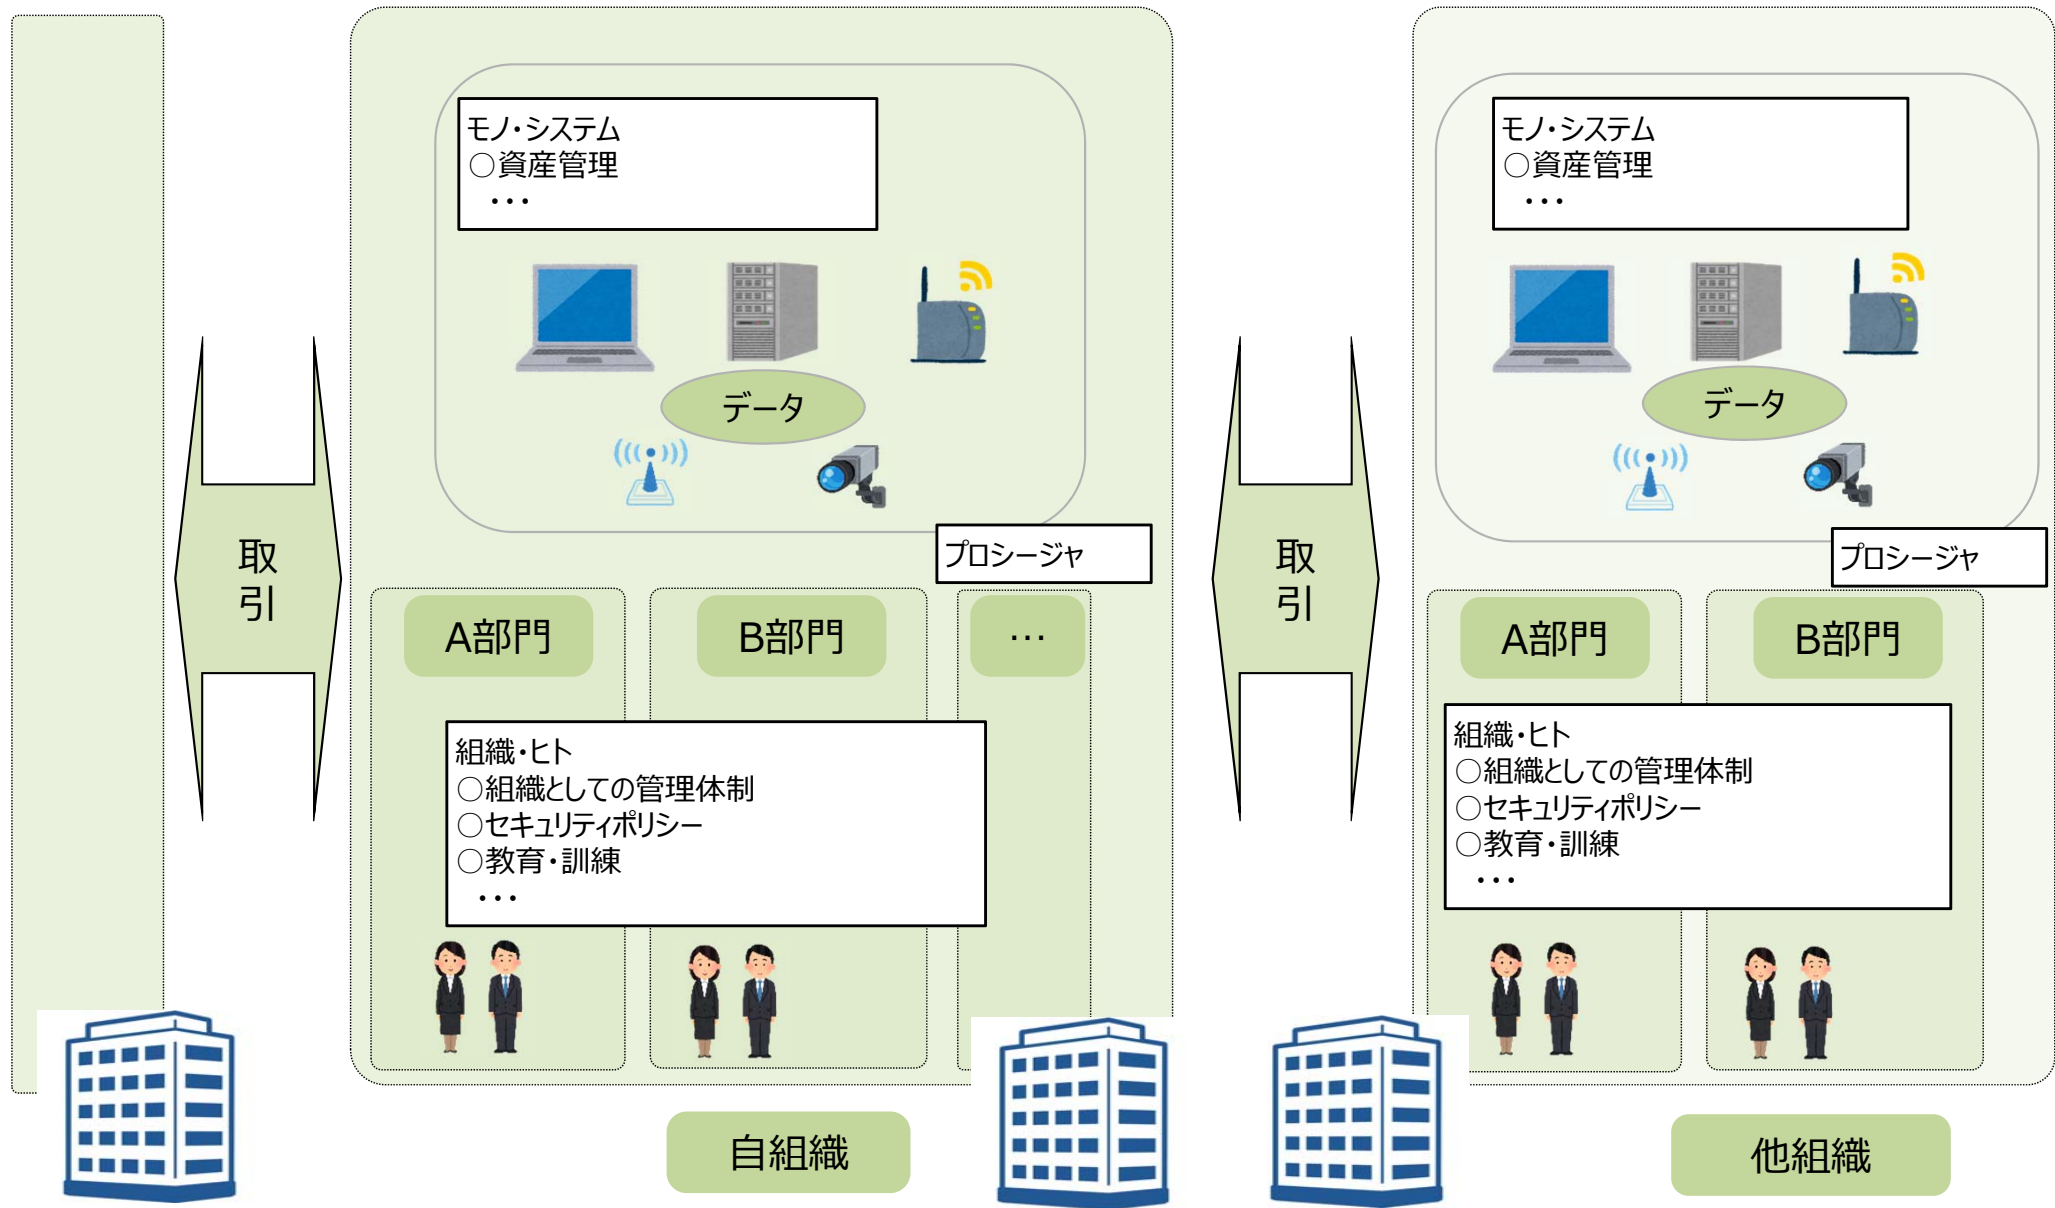 モノ・システム
○資産管理
・・・
データ
プロシージャ
取
引
A部門
B部門
…
組織・ヒト
○組織としての管理体制
○セキュリティポリシー
○教育・訓練
・・・
自組織
取
引
モノ・システム
○資産管理
・・・
データ
プロシージャ
A部門
B部門
組織・ヒト
○組織としての管理体制
○セキュリティポリシー
○教育・訓練
・・・
他組織